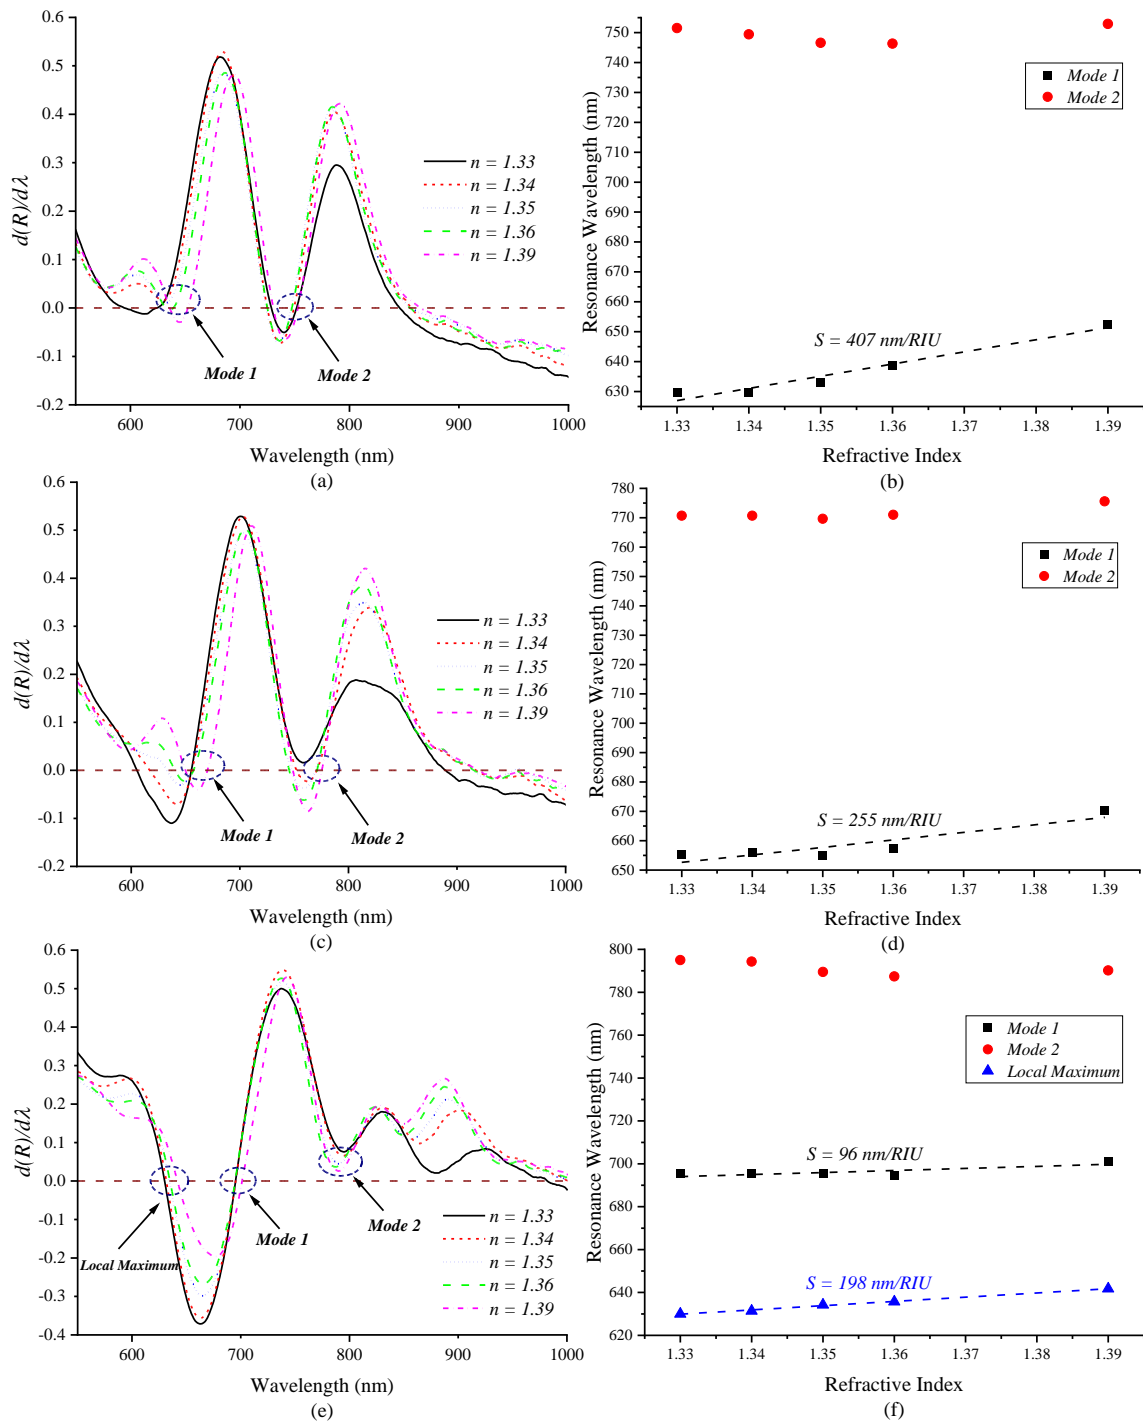 0.6
0.5
0.4
0.3
0.2
0.1
0.0
-0.1
-0.2
d(R)/dλ
n = 1.33
n = 1.34
n = 1.35
n = 1.36
n = 1.39
Mode 1
Mode 2
600 700 800 900 1000
Wavelength (nm)
(a)
750
740
730
720
710
700
690
680
670
660
650
640
630
Resonance Wavelength (nm)
Mode 1
Mode 2
S = 407 nm/RIU
1.33 1.34 1.35 1.36 1.37 1.38 1.39
Refractive Index
(b)
0.6
0.5
0.4
0.3
0.2
0.1
0.0
-0.1
-0.2
d(R)/dλ
n = 1.33
n = 1.34
n = 1.35
n = 1.36
n = 1.39
Mode 1
Mode 2
600 700 800 900 1000
Wavelength (nm)
(c)
780
770
760
750
740
730
720
710
700
690
680
670
660
650
Resonance Wavelength (nm)
Mode 1
Mode 2
S = 255 nm/RIU
1.33 1.34 1.35 1.36 1.37 1.38 1.39
Refractive Index
(d)
0.6
0.5
0.4
0.3
0.2
0.1
0.0
-0.1
-0.2
-0.3
-0.4
d(R)/dλ
Local Maximum
Mode 1
Mode 2
n = 1.33
n = 1.34
n = 1.35
n = 1.36
n = 1.39
600 700 800 900 1000
Wavelength (nm)
(e)
800
780
760
740
720
700
680
660
640
620
Resonance Wavelength (nm)
Mode 1
Mode 2
Local Maximum
S = 96 nm/RIU
S = 198 nm/RIU
1.33 1.34 1.35 1.36 1.37 1.38 1.39
Refractive Index
(f)